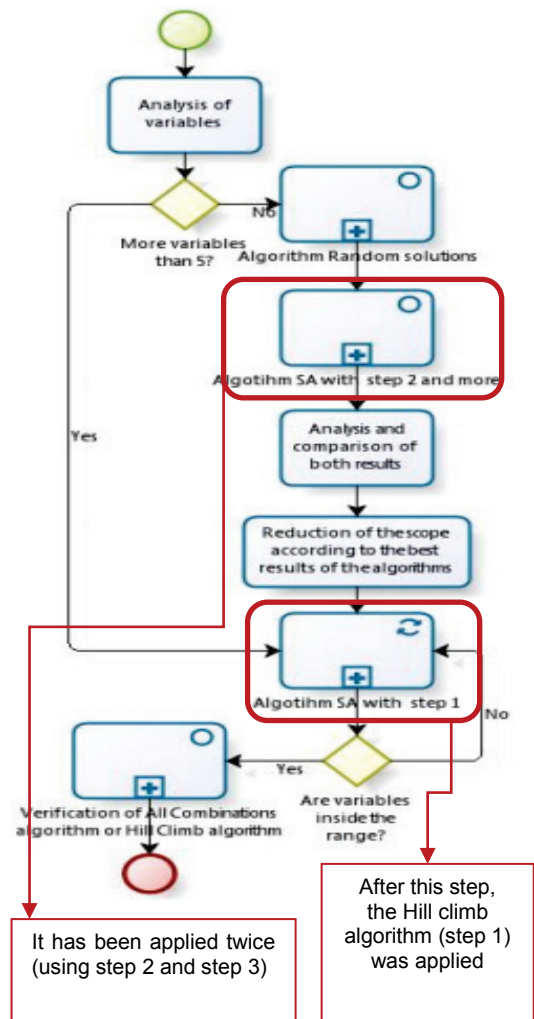 Analysis of
variables
No
More variables
than 5?
Algorithm Random solutions
Algotihm SA with step 2 and more
Yes
Analysis and
comparison of
both results
Reduction of the scope
according to the best
results of the algorithms
Algotihm SA with step 1
No
Yes
Are variables
inside the
range?
Verification of All Combinations
algorithm or Hill Climb algorithm
It has been applied twice
(using step 2 and step 3)
After this step,
the Hill climb
algorithm (step 1)
was applied